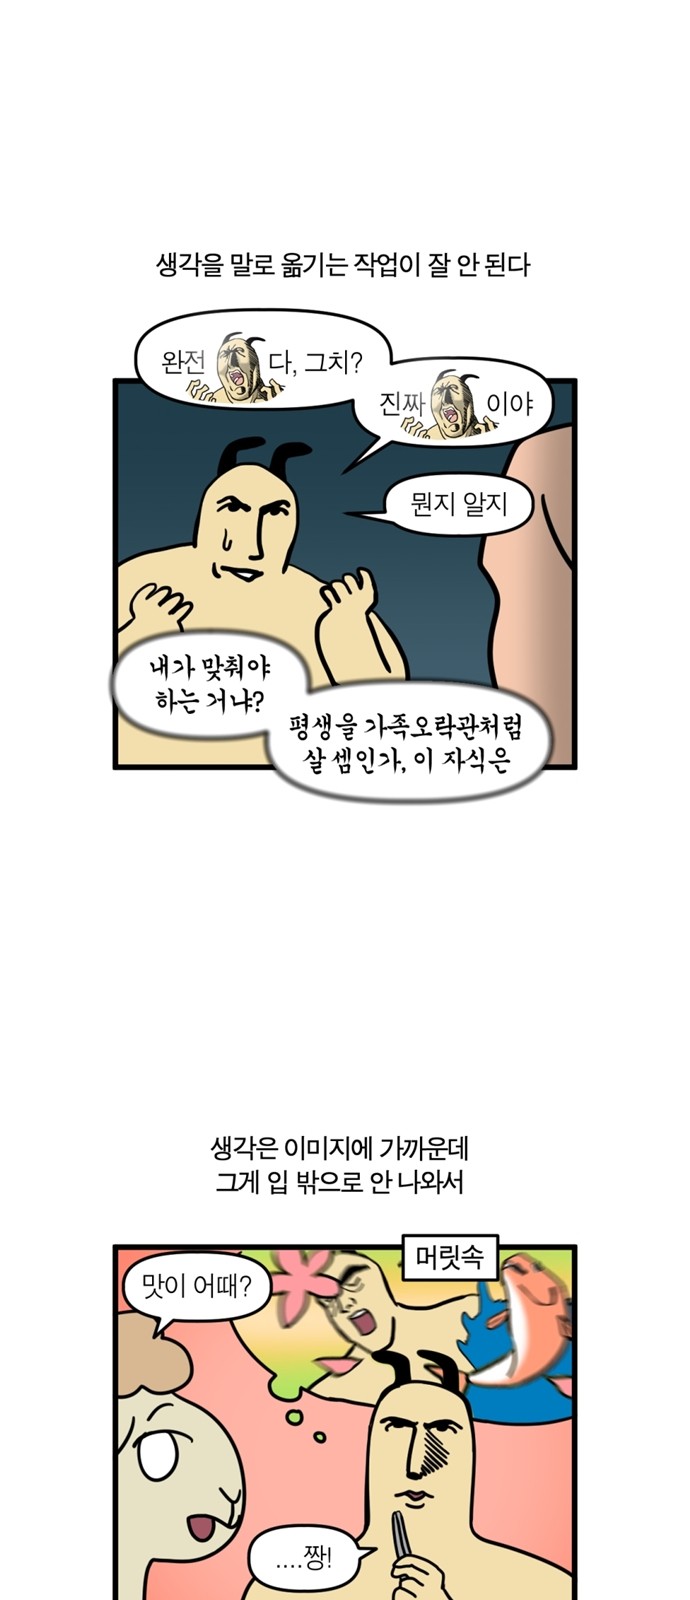 생각을 말로 옮기는 작업이 잘 안 된다
완전 다, 그치?
진짜 이야
뭔지 알지
내가 맞춰야
하는 거냐?
평생을 가족오락관처럼
살 셈인가, 이 자식은
생각은 이미지에 가까운데
그게 입 밖으로 안 나와서
머릿속
맛이 어때?
....짱!